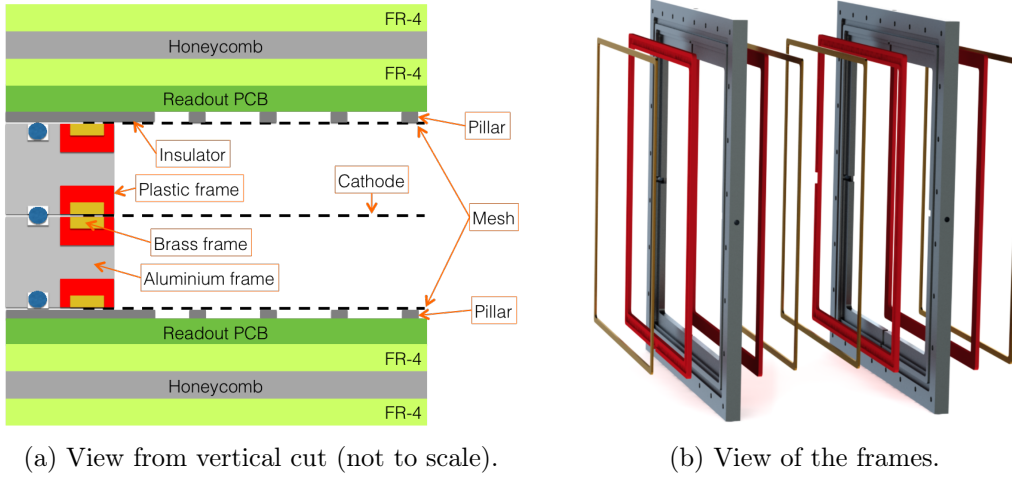 FR-4
Honeycomb
FR-4
Readout PCB
Pillar
Insulator
Plastic frame
Cathode
Mesh
Brass frame
Aluminium frame
Pillar
Readout PCB
FR-4
Honeycomb
FR-4
(a) View from vertical cut (not to scale).
(b) View of the frames.